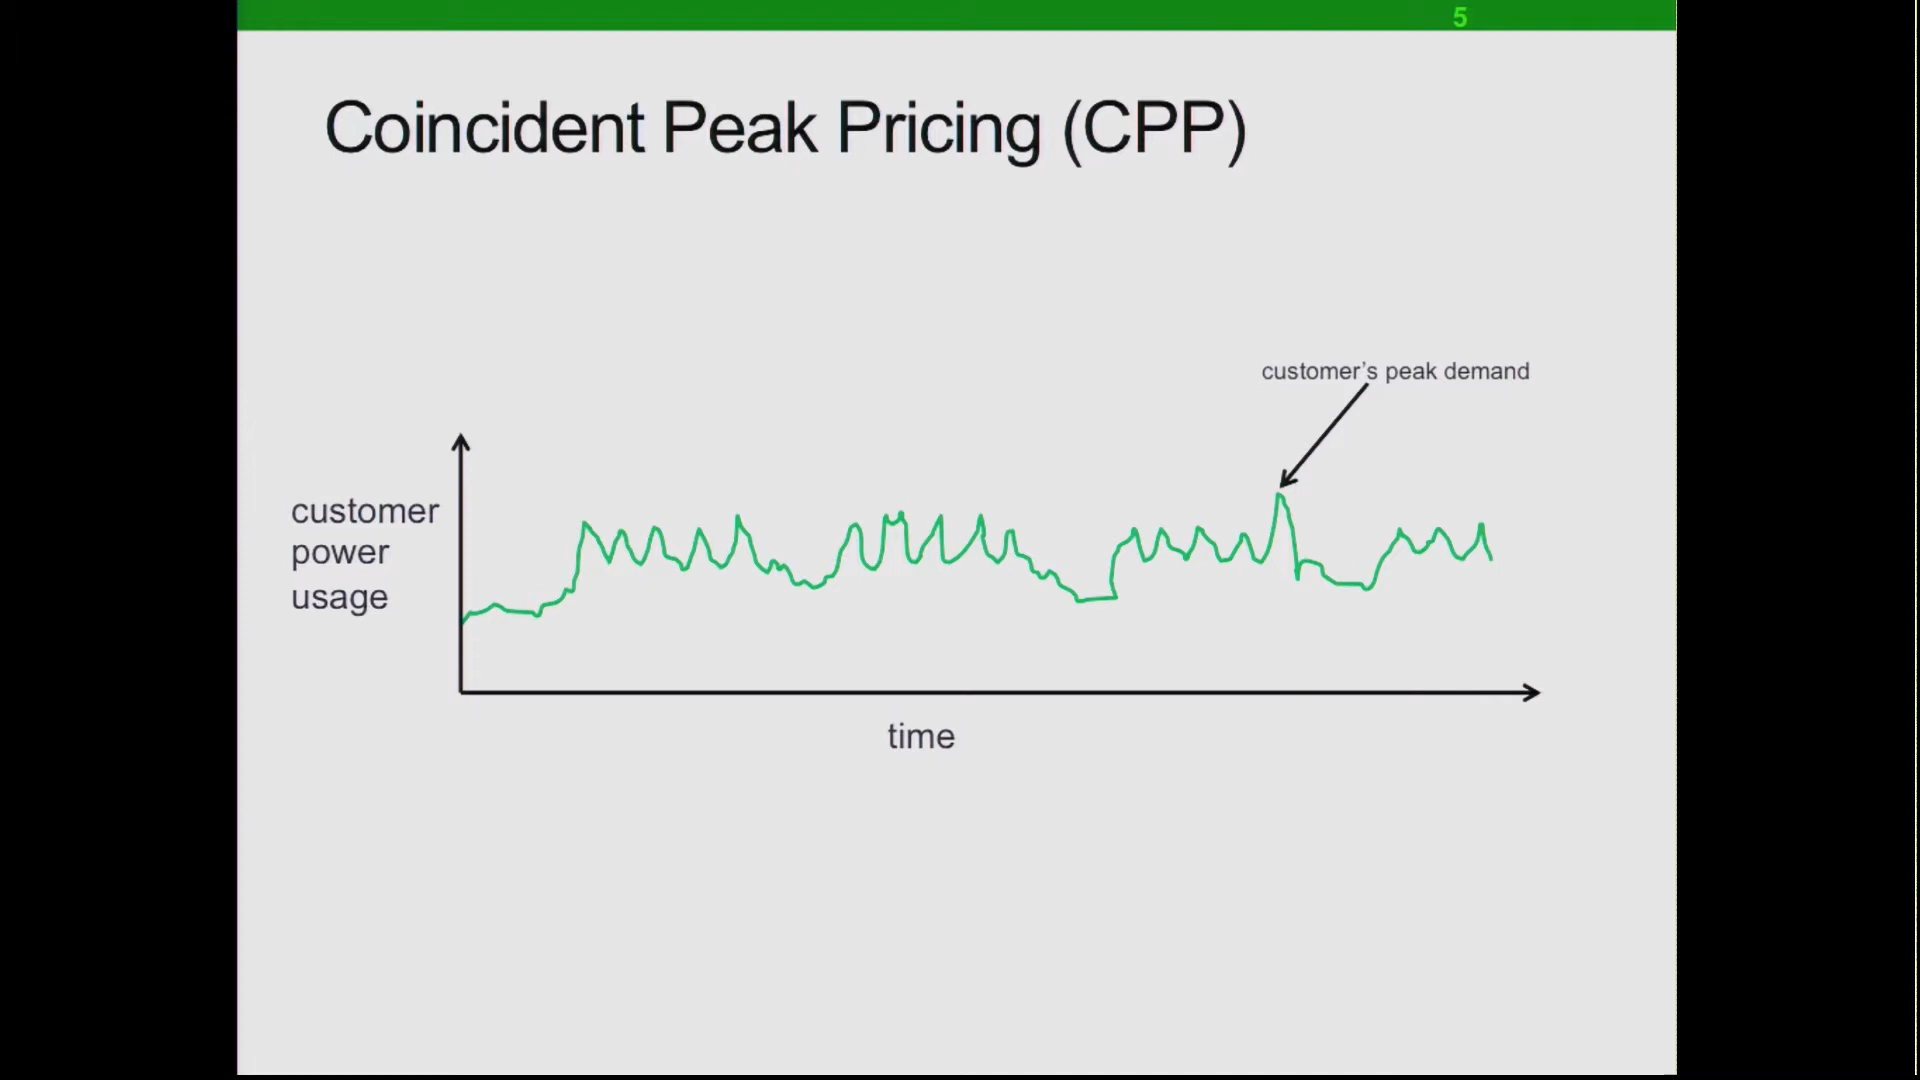 5
Coincident Peak Pricing (CPP)
customer’s peak demand
customer
power
usage
time